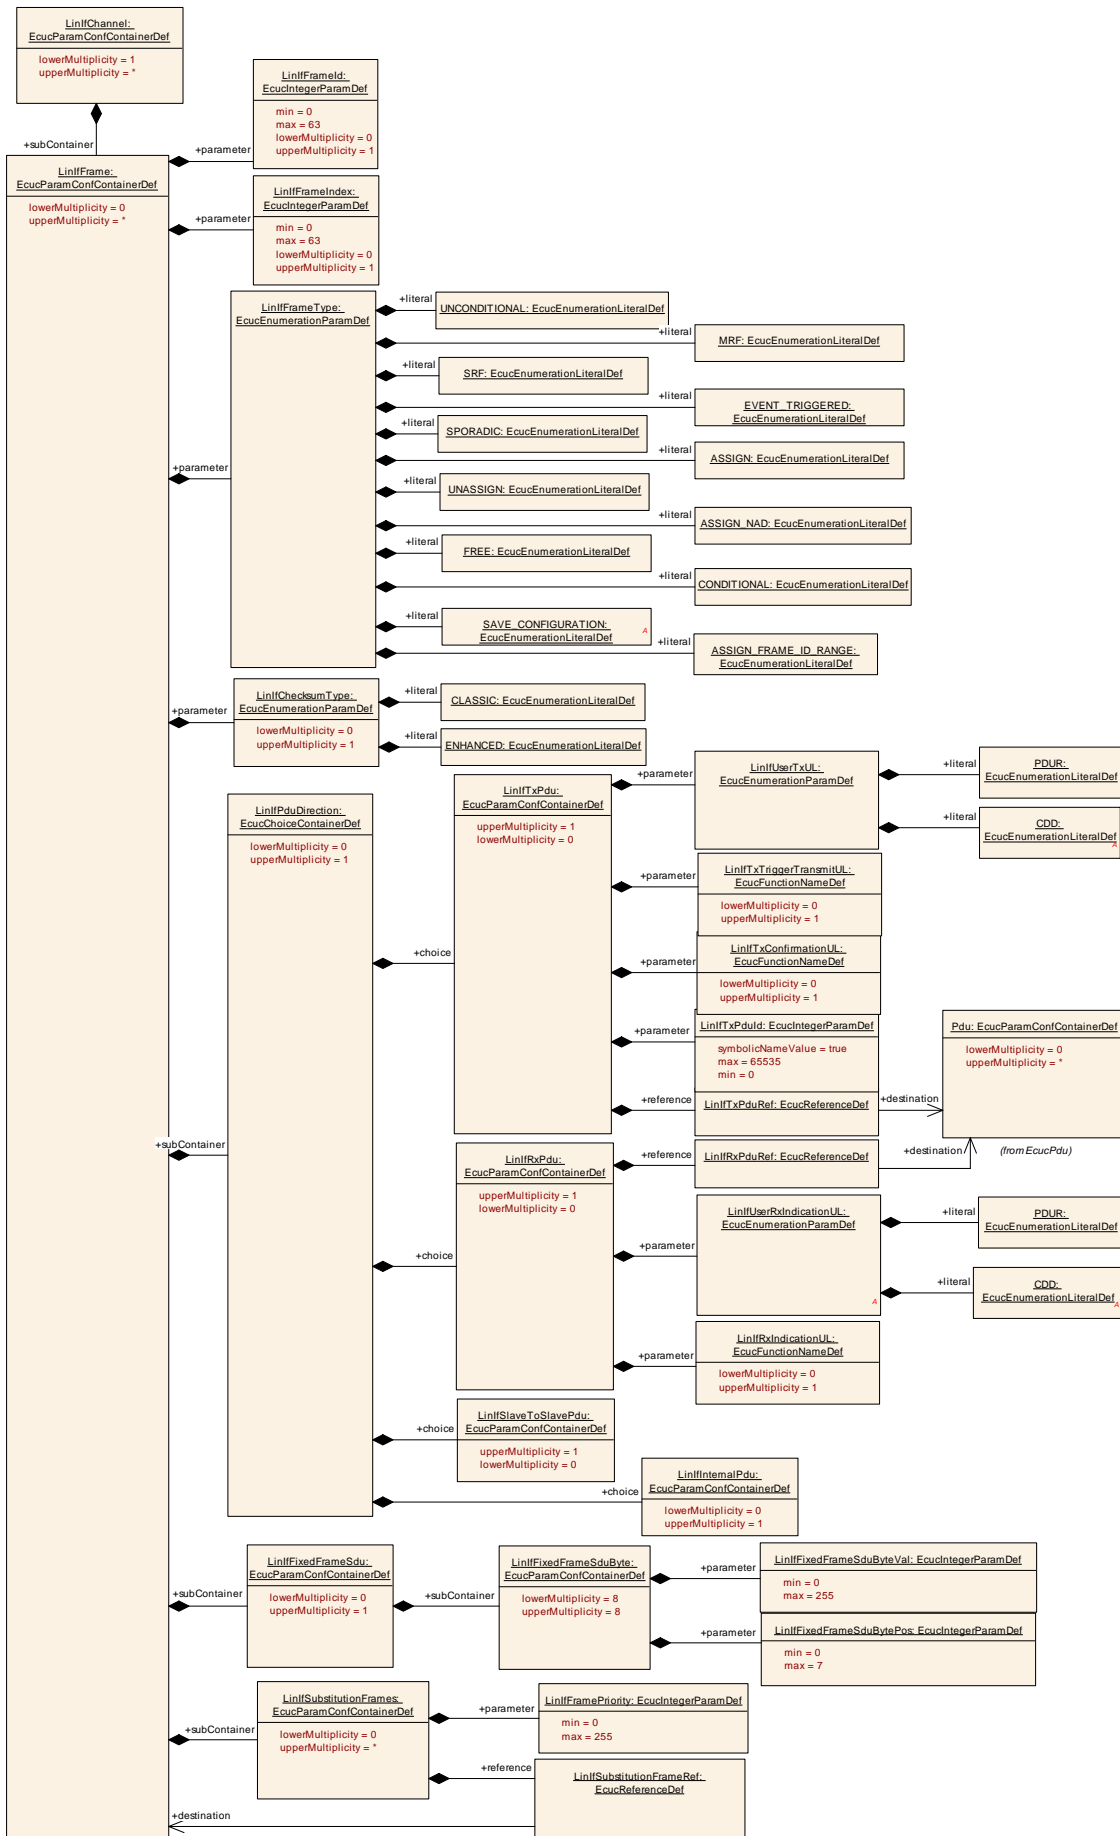 LinIfChannel:
EcucParamConfContainerDef
lowerMultiplicity = 1
upperMultiplicity = *
+subContainer
LinIfFrame:
EcucParamConfContainerDef
lowerMultiplicity = 0
upperMultiplicity = *
+parameter
LinIfFrameId:
EcucIntegerParamDef
min = 0
max = 63
lowerMultiplicity = 0
upperMultiplicity = 1
+parameter
LinIfFrameIndex:
EcucIntegerParamDef
min = 0
max = 63
lowerMultiplicity = 0
upperMultiplicity = 1
+parameter
LinIfFrameType:
EcucEnumerationParamDef
+literal
UNCONDITIONAL: EcucEnumerationLiteralDef
+literal
MRF: EcucEnumerationLiteralDef
+literal
SRF: EcucEnumerationLiteralDef
+literal
EVENT_TRIGGERED:
EcucEnumerationLiteralDef
+literal
SPORADIC: EcucEnumerationLiteralDef
+literal
ASSIGN: EcucEnumerationLiteralDef
+literal
UNASSIGN: EcucEnumerationLiteralDef
+literal
ASSIGN_NAD: EcucEnumerationLiteralDef
+literal
FREE: EcucEnumerationLiteralDef
+literal
CONDITIONAL: EcucEnumerationLiteralDef
+literal
SAVE_CONFIGURATION:
EcucEnumerationLiteralDef
A
+literal
ASSIGN_FRAME_ID_RANGE:
EcucEnumerationLiteralDef
+parameter
LinIfChecksumType:
EcucEnumerationParamDef
lowerMultiplicity = 0
upperMultiplicity = 1
+literal
CLASSIC: EcucEnumerationLiteralDef
+literal
ENHANCED: EcucEnumerationLiteralDef
+subContainer
LinIfPduDirection:
EcucChoiceContainerDef
lowerMultiplicity = 0
upperMultiplicity = 1
+choice
LinIfTxPdu:
EcucParamConfContainerDef
upperMultiplicity = 1
lowerMultiplicity = 0
+parameter
LinIfUserTxUL:
EcucEnumerationParamDef
+literal
PDUR:
EcucEnumerationLiteralDef
+literal
CDD:
EcucEnumerationLiteralDef
A
+parameter
LinIfTxTriggerTransmitUL:
EcucFunctionNameDef
lowerMultiplicity = 0
upperMultiplicity = 1
+parameter
LinIfTxConfirmationUL:
EcucFunctionNameDef
lowerMultiplicity = 0
upperMultiplicity = 1
+parameter
LinIfTxPduId: EcucIntegerParamDef
symbolicNameValue = true
max = 65535
min = 0
+reference
LinIfTxPduRef: EcucReferenceDef
+destination
Pdu: EcucParamConfContainerDef
lowerMultiplicity = 0
upperMultiplicity = *
(from EcucPdu)
+choice
LinIfRxPdu:
EcucParamConfContainerDef
upperMultiplicity = 1
lowerMultiplicity = 0
+reference
LinIfRxPduRef: EcucReferenceDef
+destination
+parameter
LinIfUserRxIndicationUL:
EcucEnumerationParamDef
A
+literal
PDUR:
EcucEnumerationLiteralDef
+literal
CDD:
EcucEnumerationLiteralDef
A
+parameter
LinIfRxIndicationUL:
EcucFunctionNameDef
lowerMultiplicity = 0
upperMultiplicity = 1
+choice
LinIfSlaveToSlavePdu:
EcucParamConfContainerDef
upperMultiplicity = 1
lowerMultiplicity = 0
+choice
LinIfInternalPdu:
EcucParamConfContainerDef
lowerMultiplicity = 0
upperMultiplicity = 1
+subContainer
LinIfFixedFrameSdu:
EcucParamConfContainerDef
lowerMultiplicity = 0
upperMultiplicity = 1
+subContainer
LinIfFixedFrameSduByte:
EcucParamConfContainerDef
lowerMultiplicity = 8
upperMultiplicity = 8
+parameter
LinIfFixedFrameSduByteVal: EcucIntegerParamDef
min = 0
max = 255
+parameter
LinIfFixedFrameSduBytePos: EcucIntegerParamDef
min = 0
max = 7
+subContainer
LinIfSubstitutionFrames:
EcucParamConfContainerDef
lowerMultiplicity = 0
upperMultiplicity = *
+parameter
LinIfFramePriority: EcucIntegerParamDef
min = 0
max = 255
+reference
LinIfSubstitutionFrameRef:
EcucReferenceDef
+destination